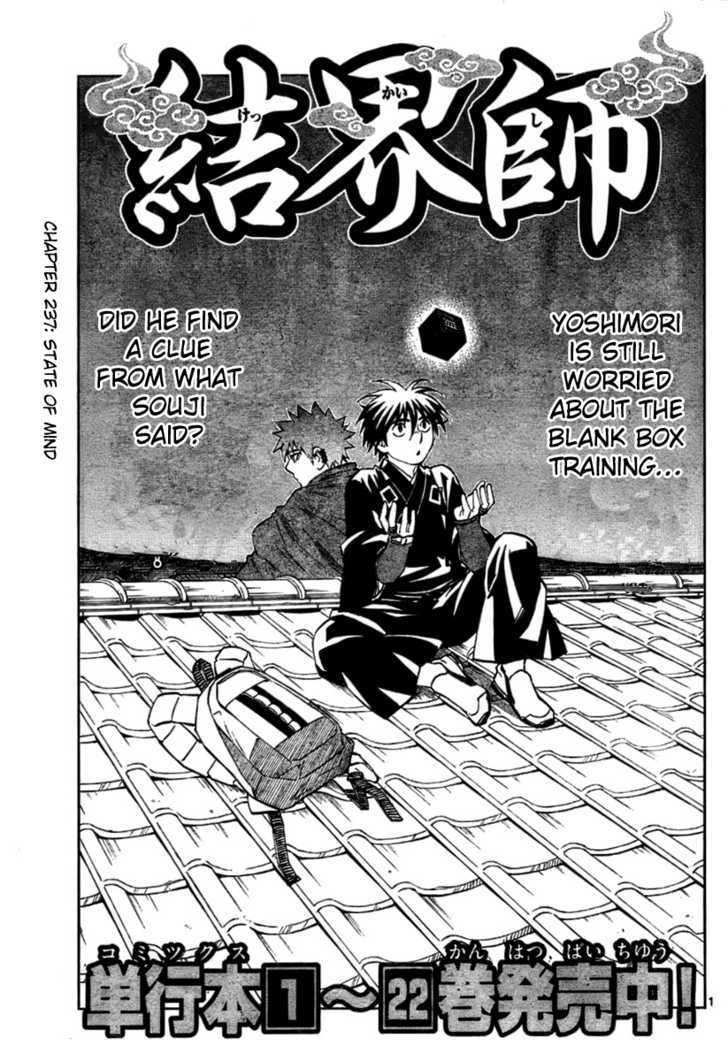 結界師
けっかいし
CHAPTER 237: STATE OF MIND
YOSHIMORI
IS STILL
WORRIED
ABOUT THE
BLANK BOX
TRAINING...
DID HE FIND
A CLUE
FROM WHAT
SOUJI
SAID?
コミックス かんはつばいちゅう
単行本1～22巻発売中!
1